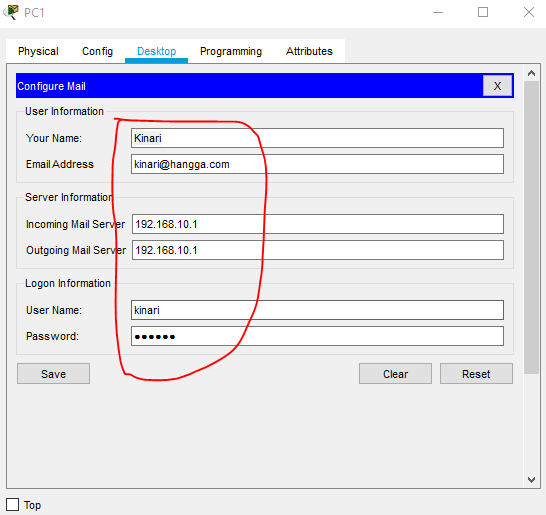 PC1
Physical Config Desktop Programming Attributes
Configure Mail X
User Information
Your Name: Kinari
Email Address kinari@hangga.com
Server Information
Incoming Mail Server 192.168.10.1
Outgoing Mail Server 192.168.10.1
Logon Information
User Name: kinari
Password: ●●●●●●
Save Clear Reset
Top